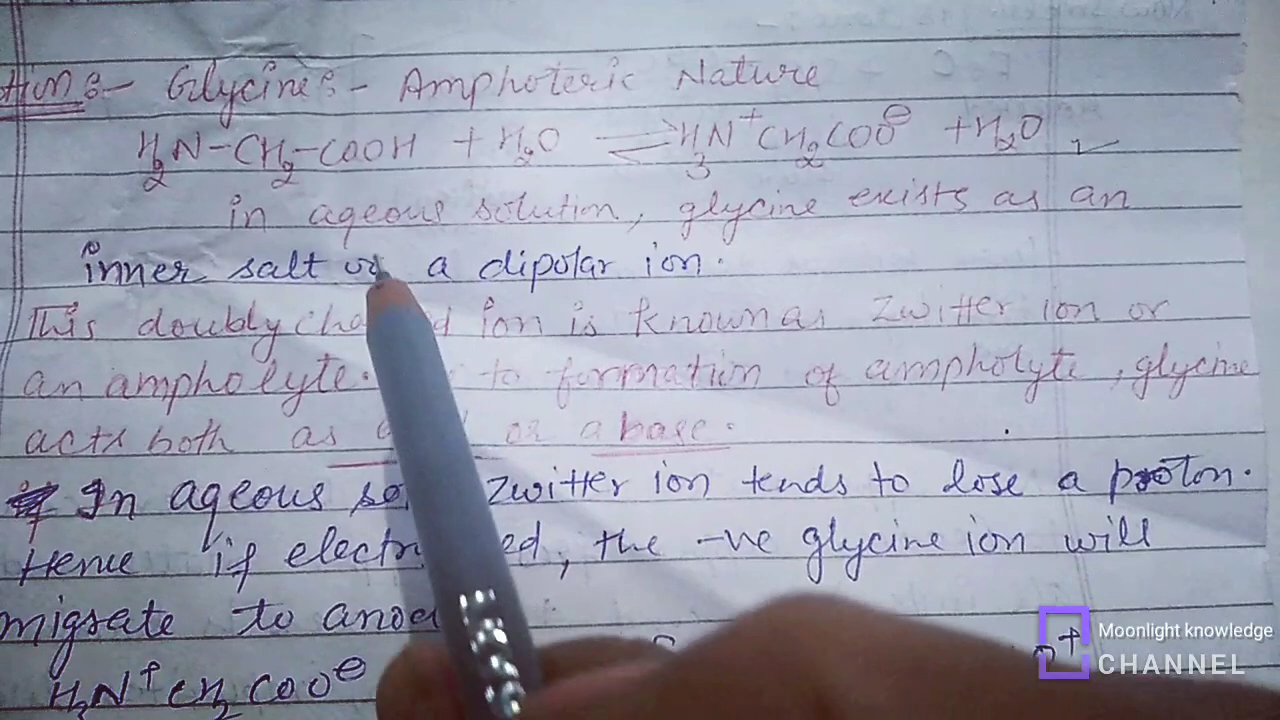 tion:- Glycine:- Amphoteric Nature
H₂N-CH₂-COOH + H₂O ⇌ H₃N⁺CH₂COO⊖ + H₂O
in aqeous solution, glycine exists as an
inner salt or a dipolar ion.
This doubly ion is known as Zwitter ion or
an ampholyte. to formation of ampholyte, glycine
acts both as or a base.
In aqeous Zwitter ion tends to lose a proton.
Hence if, the -ve glycine ion will
migrate to
H₃N⁺CH₂COO⊖
Moonlight knowledge
CHANNEL